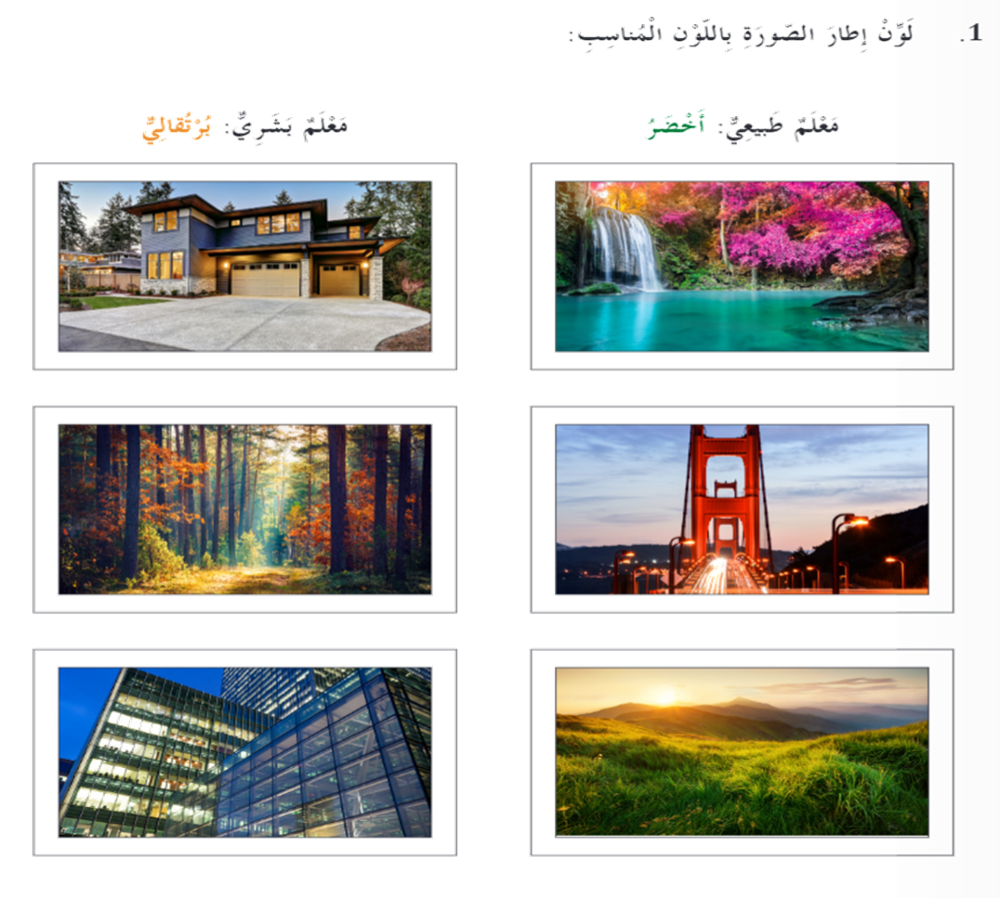 1. لَوِّنْ إِطارَ الصّورَةِ بِاللَّوْنِ الْمُناسِبِ:
مَعْلَمٌ طَبيعِيٌّ: أَخْضَرُ
مَعْلَمٌ بَشَرِيٌّ: بُرْتُقالِيٌّ